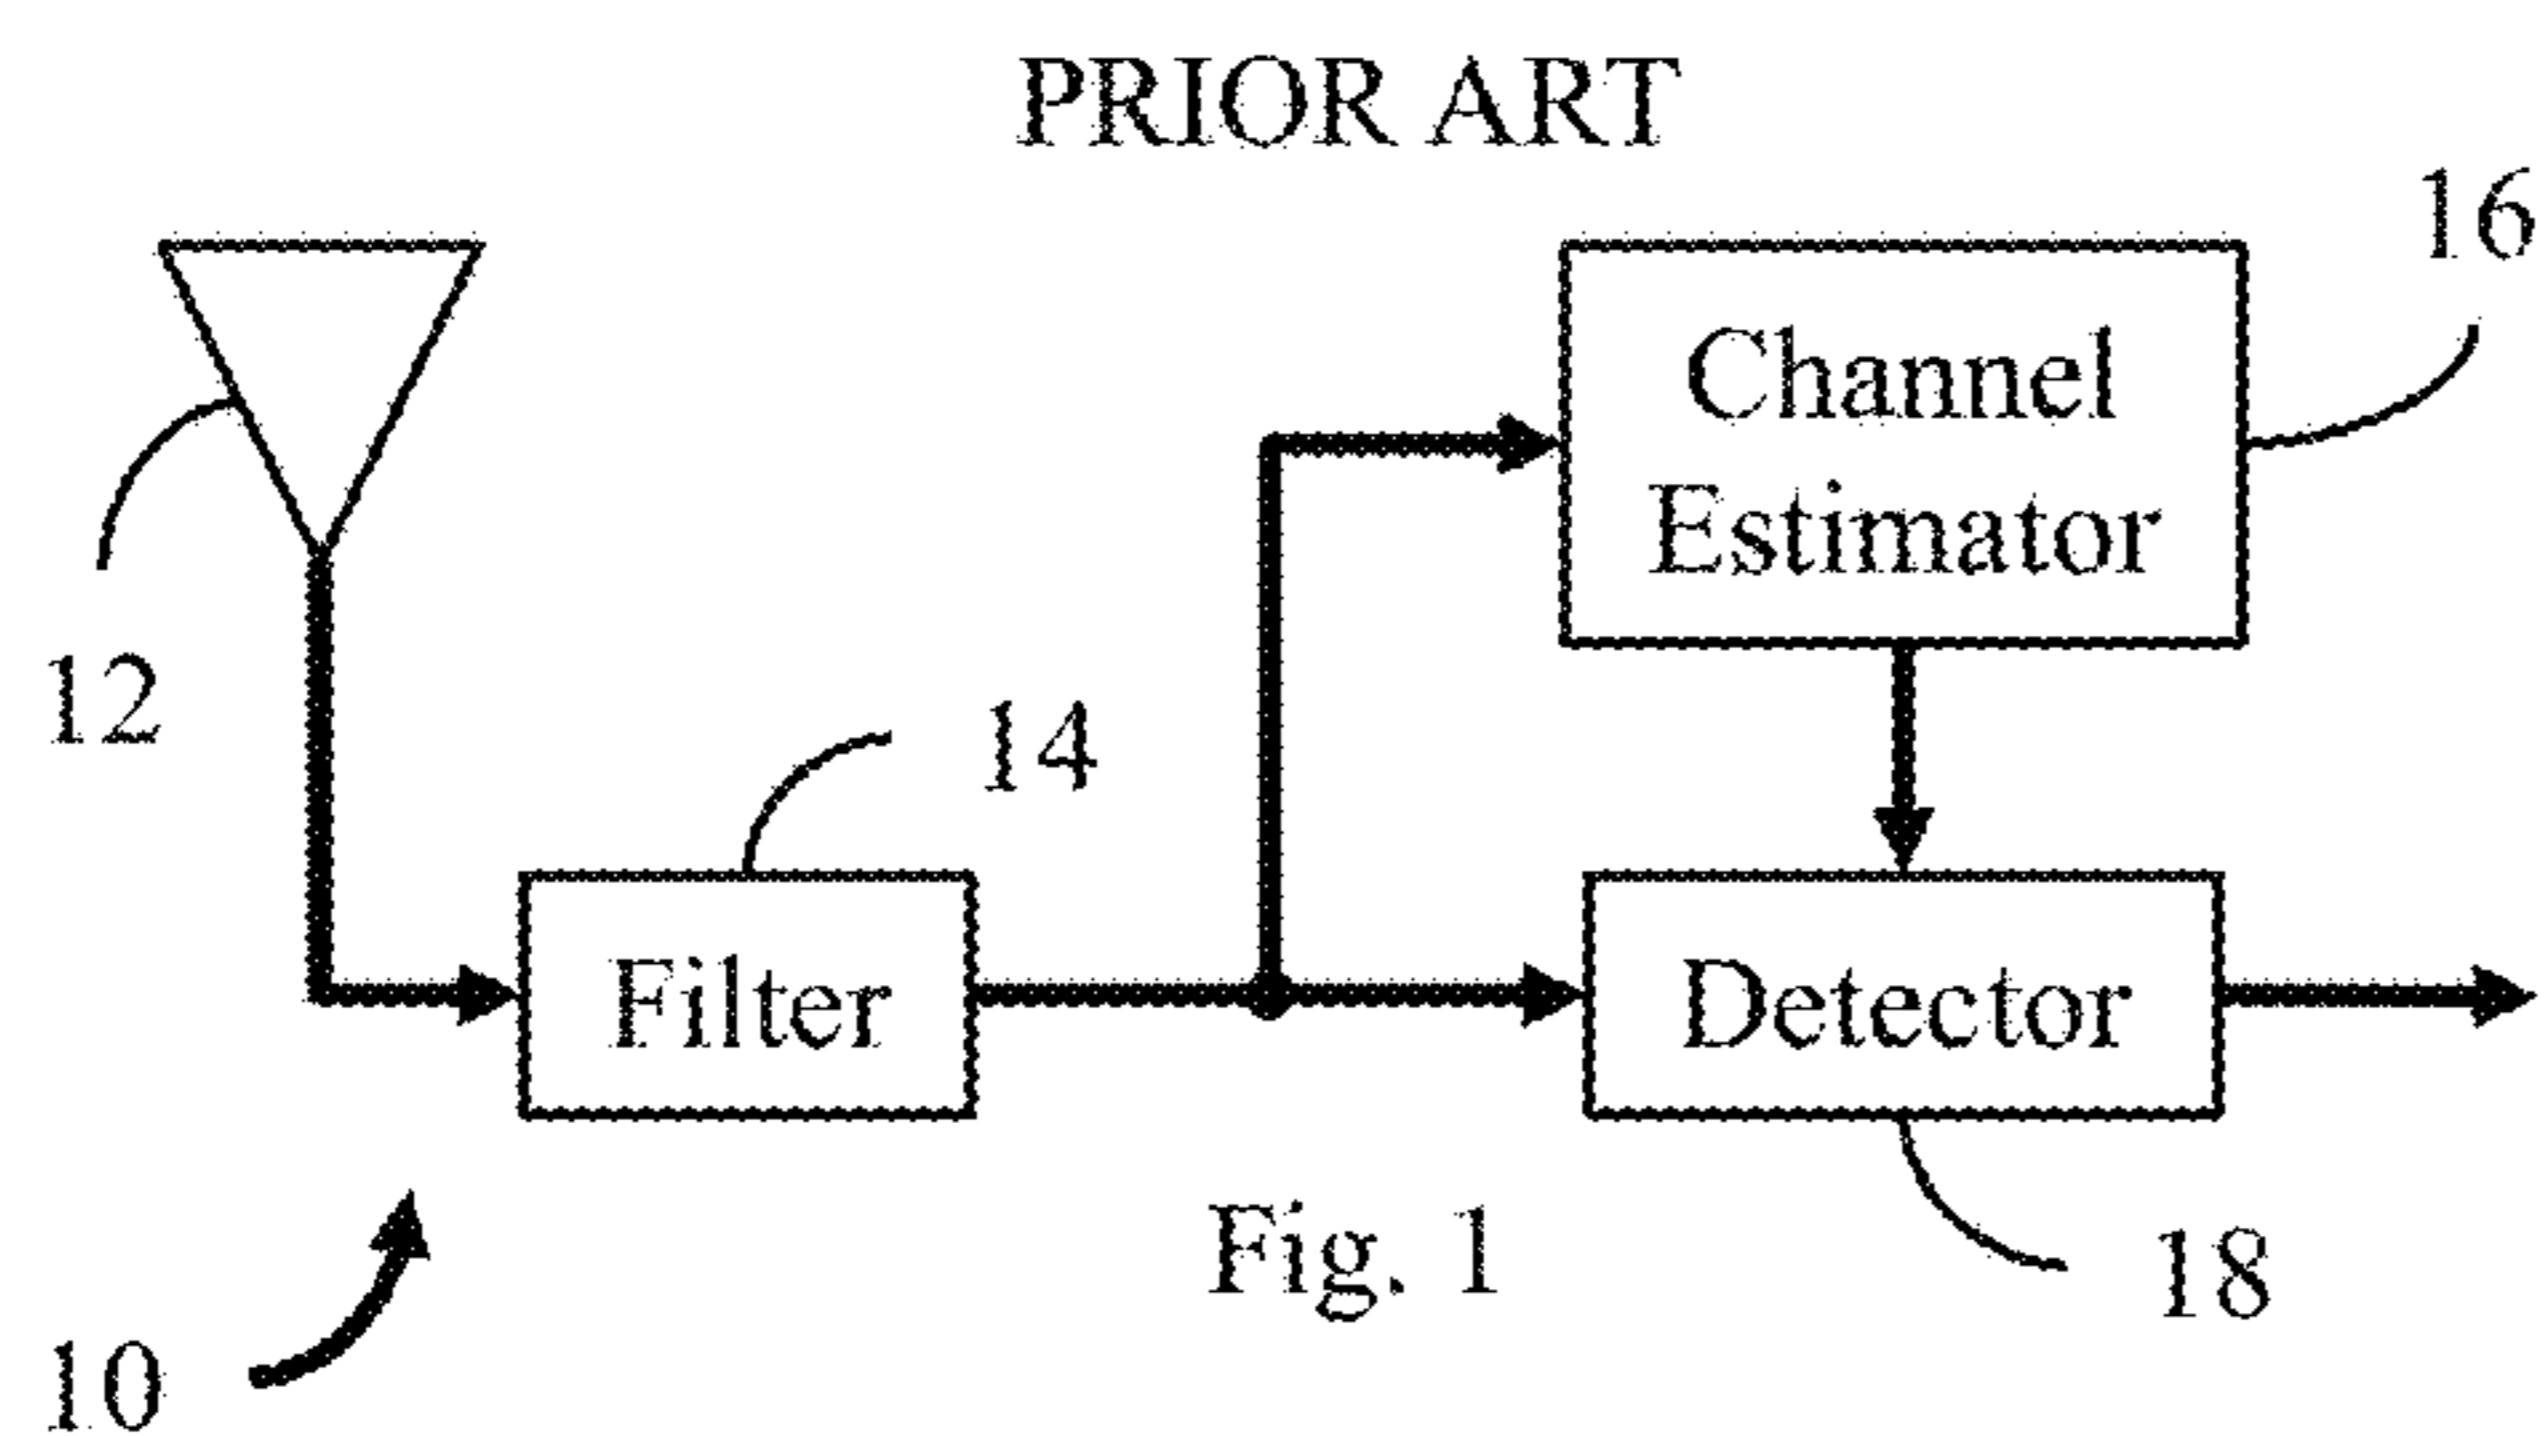 PRIOR ART
16
Channel
Estimator
12
14
Filter
Detector
Fig. 1
18
10